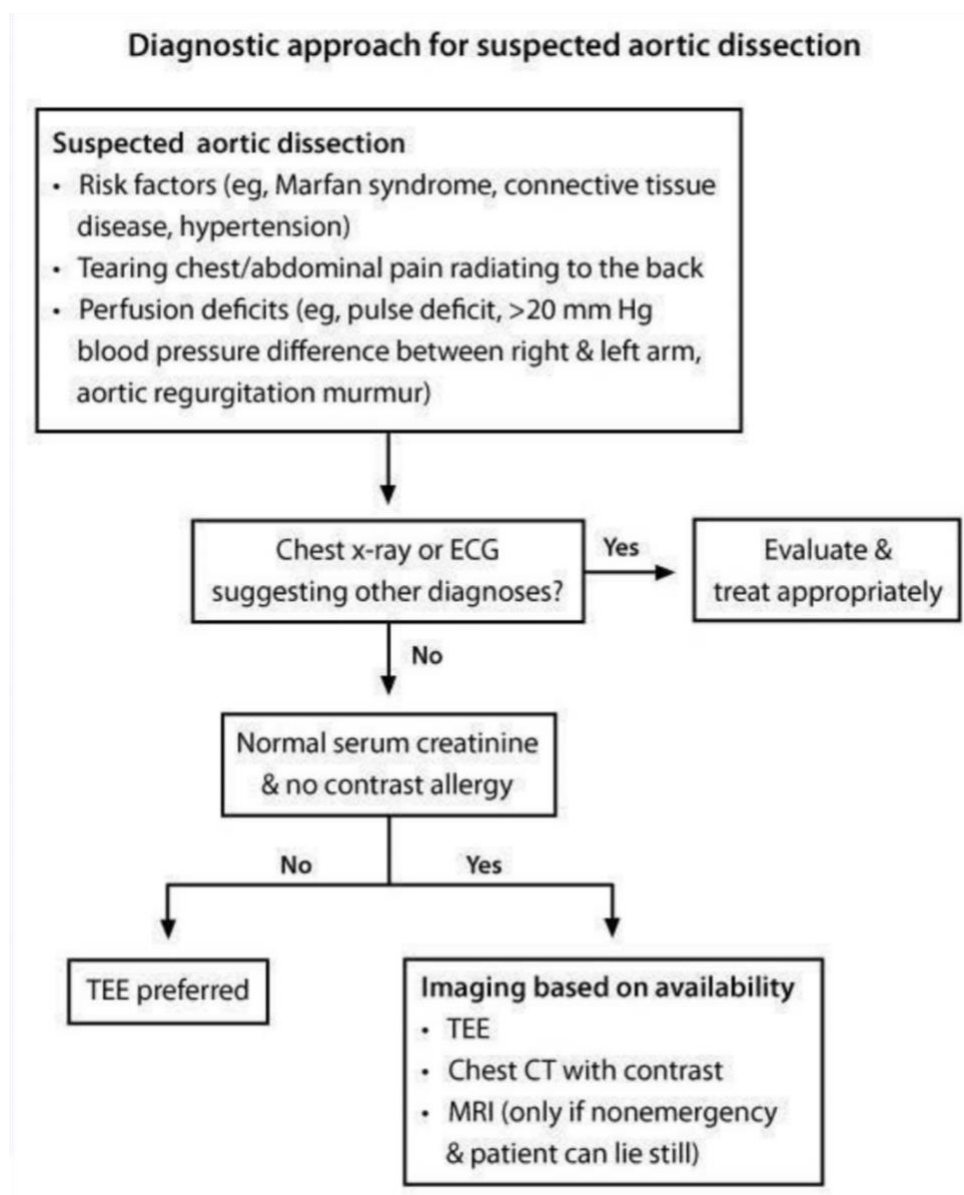 Diagnostic approach for suspected aortic dissection
Suspected aortic dissection
• Risk factors (eg, Marfan syndrome, connective tissue
disease, hypertension)
• Tearing chest/abdominal pain radiating to the back
• Perfusion deficits (eg, pulse deficit, >20 mm Hg
blood pressure difference between right & left arm,
aortic regurgitation murmur)
Chest x-ray or ECG
suggesting other diagnoses?
Yes
Evaluate &
treat appropriately
No
Normal serum creatinine
& no contrast allergy
No
Yes
TEE preferred
Imaging based on availability
• TEE
• Chest CT with contrast
• MRI (only if nonemergency
& patient can lie still)